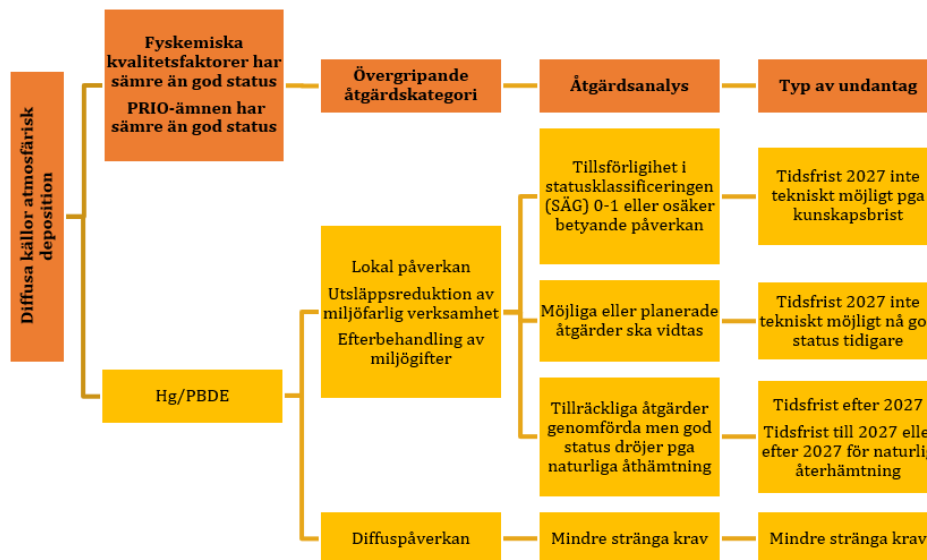 Diffusa källor atmosfärisk
deposition
Fyskemiska
kvalitetsfaktorer har
sämre än god status
PRIO-ämnen har
sämre än god status
Övergripande
åtgärdskategori
Åtgärdsanalys
Typ av undantag
Hg/PBDE
Lokal påverkan
Utsläppsreduktion av
miljöfarlig verksamhet
Efterbehandling av
miljögifter
Tillsförligihet i
statusklassificeringen
(SÄG) 0-1 eller osäker
betyande påverkan
Tidsfrist 2027 inte
tekniskt möjligt pga
kunskapsbrist
Möjliga eller planerade
åtgärder ska vidtas
Tidsfrist 2027 inte
tekniskt möjligt nå go
status tidigare
Tillräckliga åtgärder
genomförda men god
status dröjer pga
naturliga åthämtning
Tidsfrist efter 2027
Tidsfrist till 2027 elle
efter 2027 för naturlig
återhämtning
Diffuspåverkan
Mindre stränga krav
Mindre stränga krav